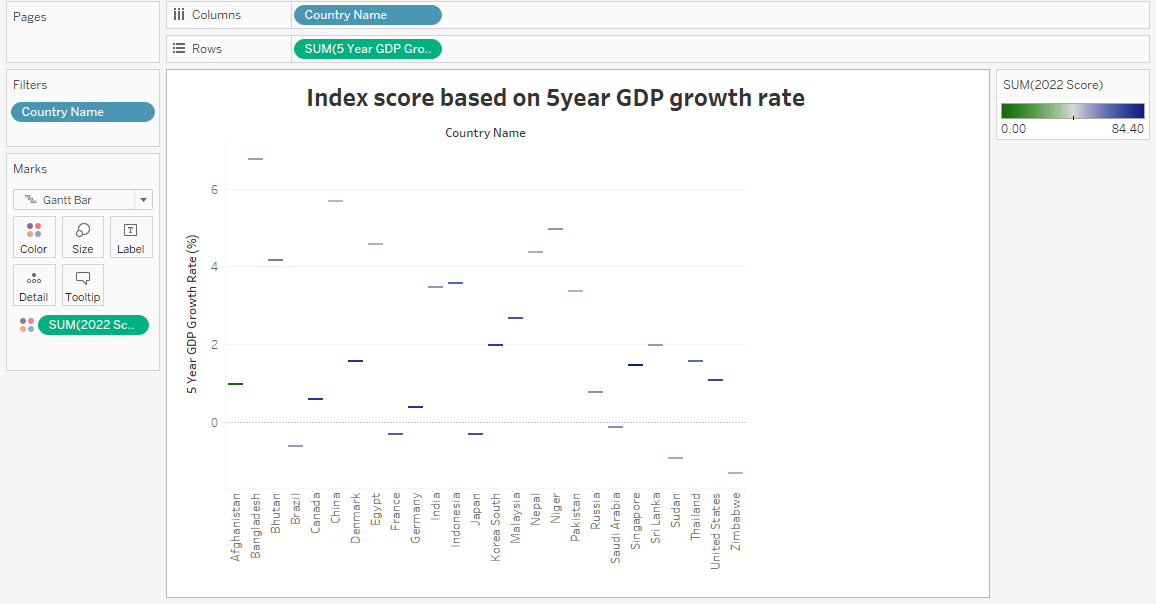 Pages
Columns
Country Name
Rows
SUM(5 Year GDP Gro..
Filters
Country Name
Marks
Gantt Bar
Color
Size
Label
Detail
Tooltip
SUM(2022 Sc..
Index score based on 5year GDP growth rate
Country Name
5 Year GDP Growth Rate (%)
6
4
2
0
Afghanistan
Bangladesh
Bhutan
Brazil
Canada
China
Denmark
Egypt
France
Germany
India
Indonesia
Japan
Korea South
Malaysia
Nepal
Niger
Pakistan
Russia
Saudi Arabia
Singapore
Sri Lanka
Sudan
Thailand
United States
Zimbabwe
SUM(2022 Score)
0.00 84.40